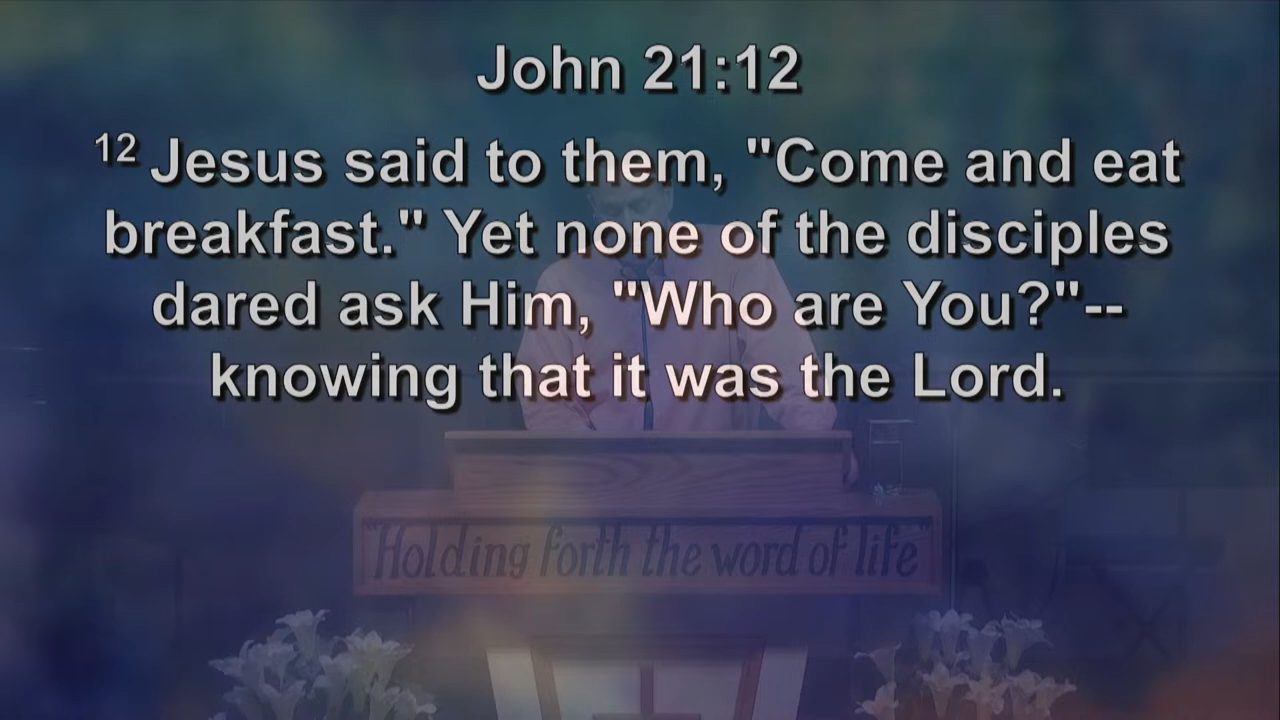 John 21:12
12 Jesus said to them, "Come and eat
breakfast." Yet none of the disciples
dared ask Him, "Who are You?"--
knowing that it was the Lord.
"Holding forth the word of life"